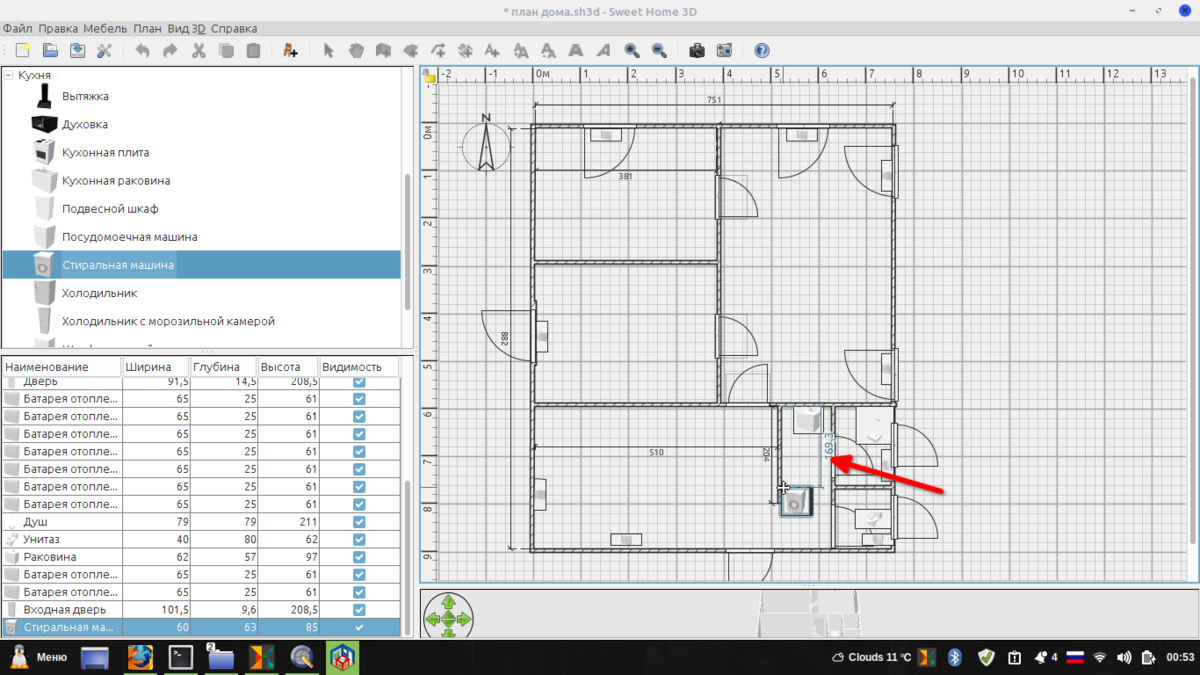 * план дома.sh3d - Sweet Home 3D
Файл Правка Мебель План Вид 3D Справка
Кухня
Вытяжка
Духовка
Кухонная плита
Кухонная раковина
Подвесной шкаф
Посудомоечная машина
Стиральная машина
Холодильник
Холодильник с морозильной камерой
Наименование Ширина Глубина Высота Видимость
Дверь 91,5 14,5 208,5
Батарея отопле... 65 25 61
Батарея отопле... 65 25 61
Батарея отопле... 65 25 61
Батарея отопле... 65 25 61
Батарея отопле... 65 25 61
Батарея отопле... 65 25 61
Батарея отопле... 65 25 61
Душ 79 79 211
Унитаз 40 80 62
Раковина 62 57 97
Батарея отопле... 65 25 61
Батарея отопле... 65 25 61
Входная дверь 101,5 9,6 208,5
Стиральная ма... 60 63 85
-2 -1 0м 1 2 3 4 5 6 7 8 9 10 11 12 13
0м
1
2
3
4
5
6
7
8
9
N
751
381
882
510
204
169,3
Меню
2
Clouds 11 °C
4
00:53